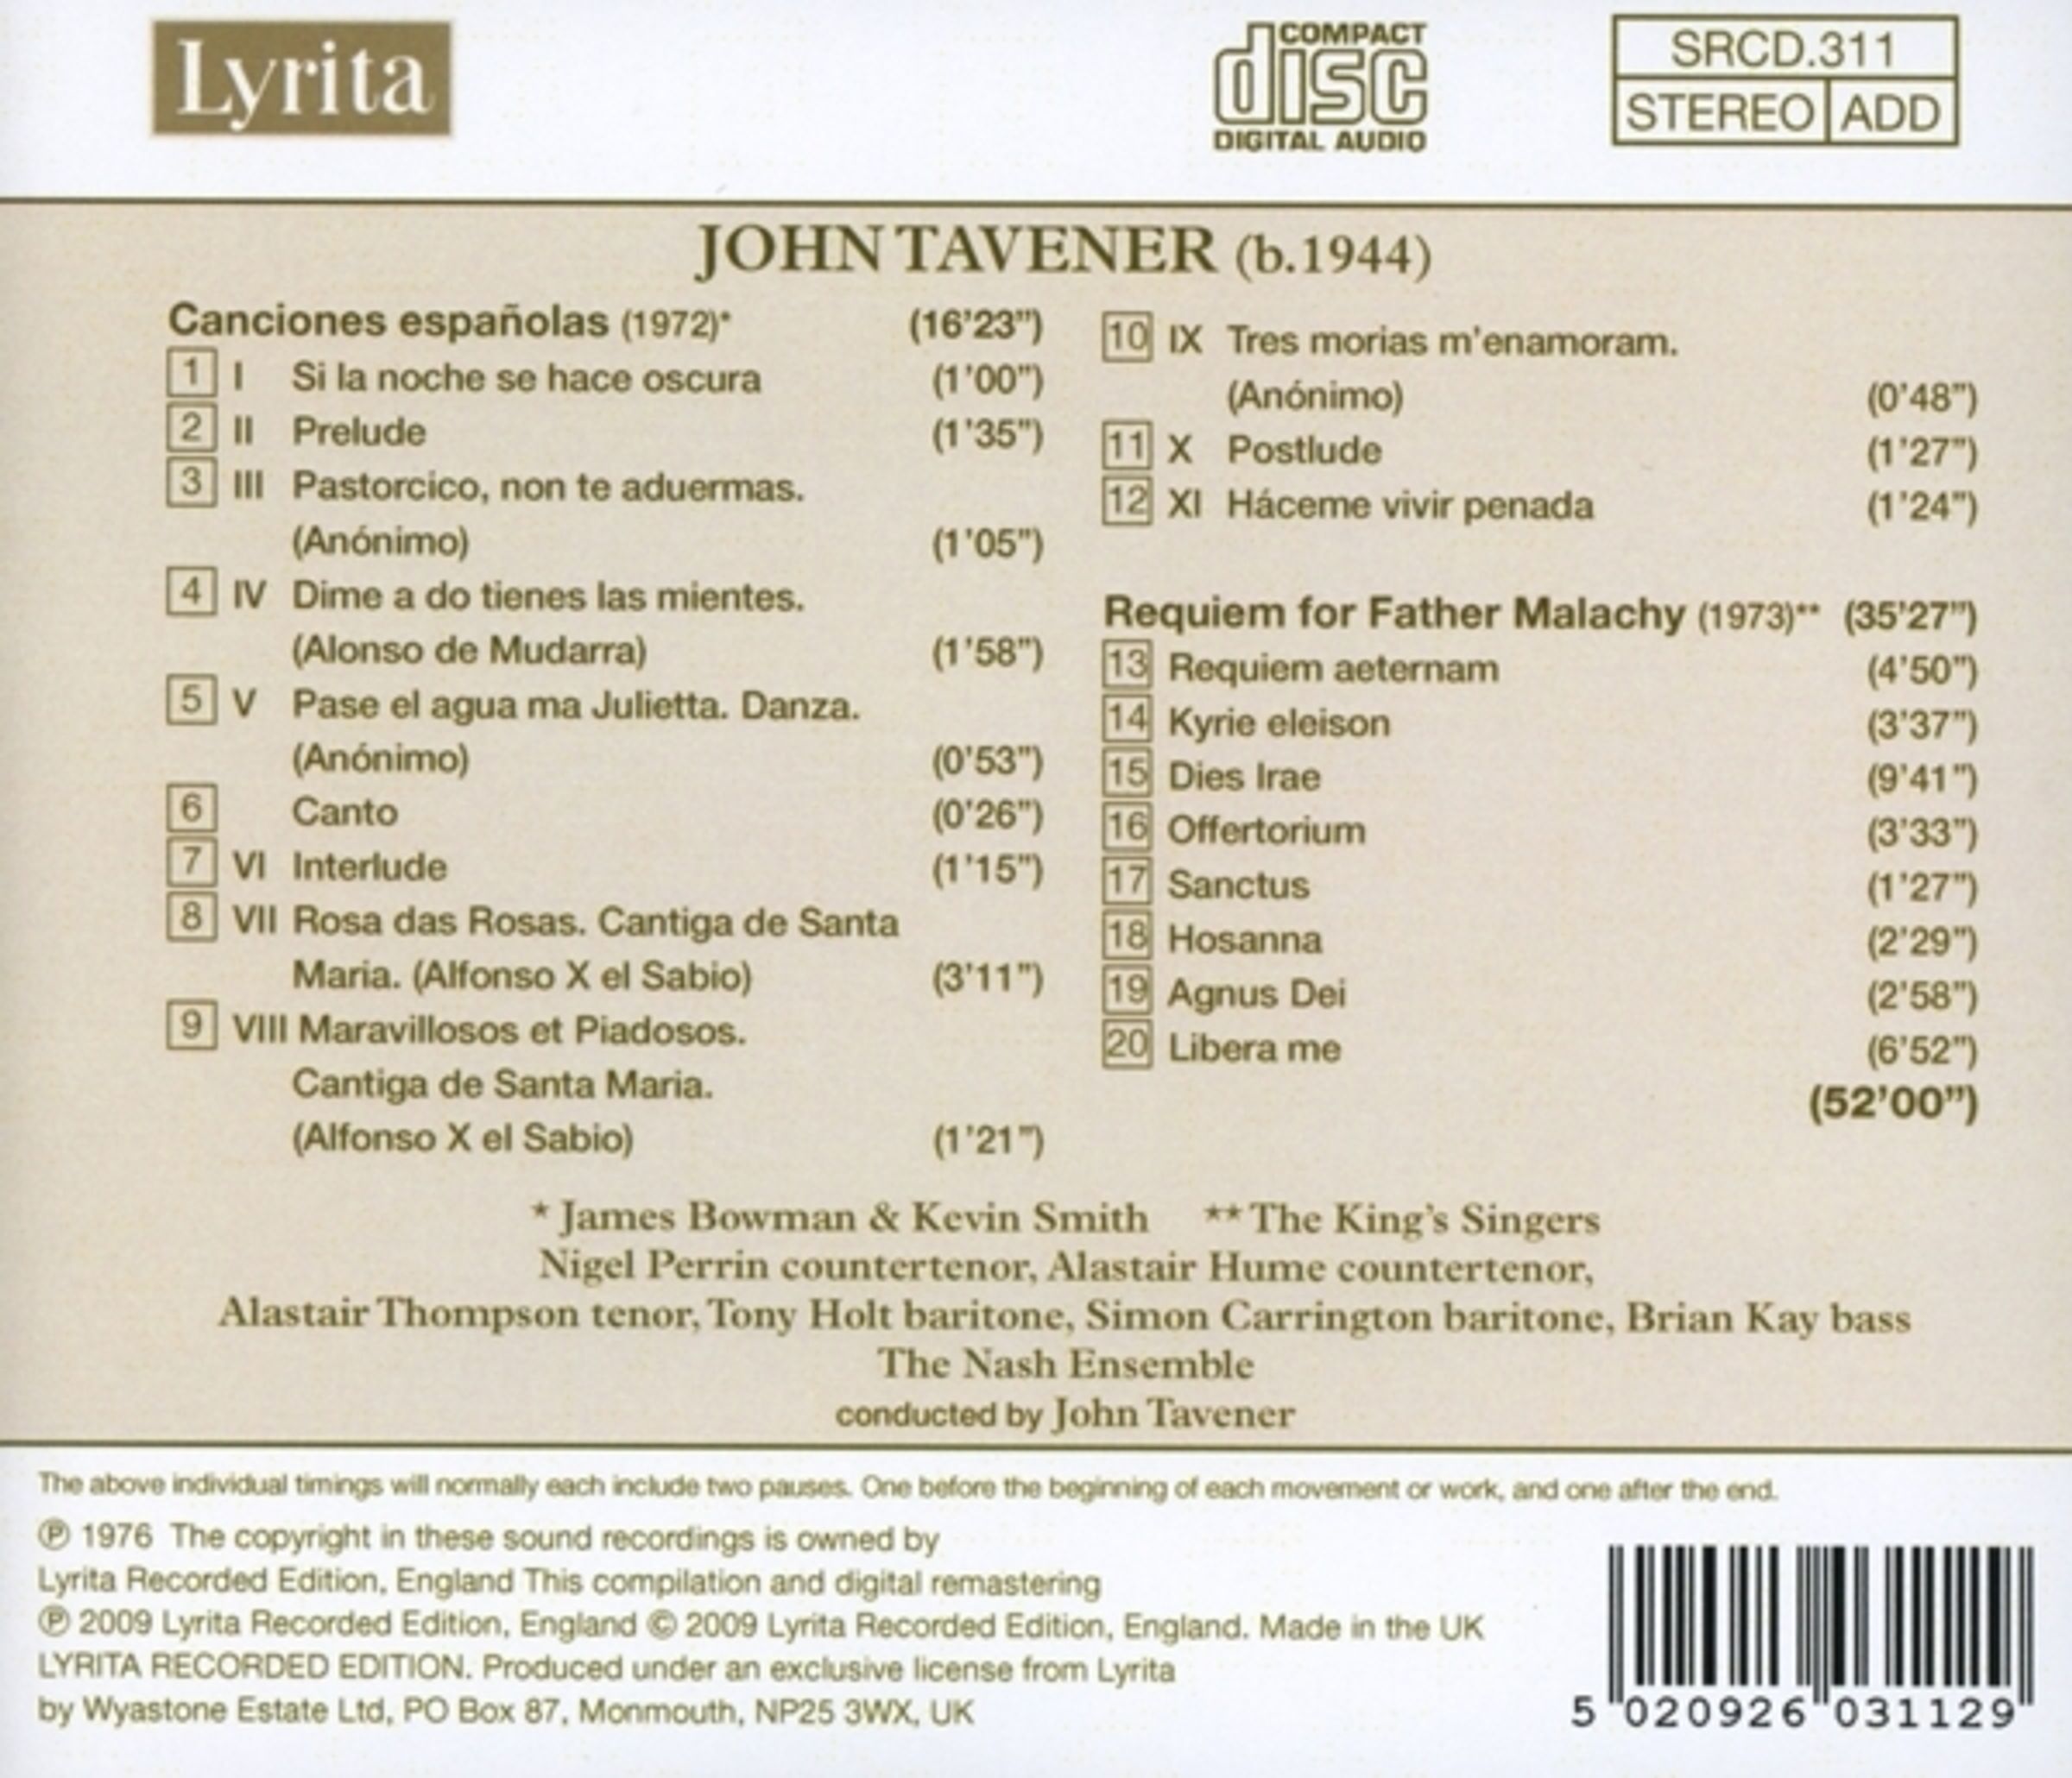 Lyrita
COMPACT
disc
DIGITAL AUDIO
SRCD.311
STEREO ADD
JOHN TAVENER (b.1944)
Canciones españolas (1972)* (16'23”)
1 I Si la noche se hace oscura (1'00”)
2 II Prelude (1'35”)
3 III Pastorcico, non te aduermas.
(Anónimo) (1'05”)
4 IV Dime a do tienes las mientes.
(Alonso de Mudarra) (1'58”)
5 V Pase el agua ma Julietta. Danza.
(Anónimo) (0'53”)
6 Canto (0'26”)
7 VI Interlude (1'15”)
8 VII Rosa das Rosas. Cantiga de Santa
Maria. (Alfonso X el Sabio) (3'11”)
9 VIII Maravillosos et Piadosos.
Cantiga de Santa Maria.
(Alfonso X el Sabio) (1'21”)
10 IX Tres morias m'enamoram.
(Anónimo) (0'48”)
11 X Postlude (1'27”)
12 XI Háceme vivir penada (1'24”)
Requiem for Father Malachy (1973)** (35'27”)
13 Requiem aeternam (4'50”)
14 Kyrie eleison (3'37”)
15 Dies Irae (9'41”)
16 Offertorium (3'33”)
17 Sanctus (1'27”)
18 Hosanna (2'29”)
19 Agnus Dei (2'58”)
20 Libera me (6'52”)
(52'00”)
* James Bowman & Kevin Smith ** The King's Singers
Nigel Perrin countertenor, Alastair Hume countertenor,
Alastair Thompson tenor, Tony Holt baritone, Simon Carrington baritone, Brian Kay bass
The Nash Ensemble
conducted by John Tavener
The above individual timings will normally each include two pauses. One before the beginning of each movement or work, and one after the end.
℗ 1976 The copyright in these sound recordings is owned by
Lyrita Recorded Edition, England This compilation and digital remastering
℗ 2009 Lyrita Recorded Edition, England © 2009 Lyrita Recorded Edition, England. Made in the UK
LYRITA RECORDED EDITION. Produced under an exclusive license from Lyrita
by Wyastone Estate Ltd, PO Box 87, Monmouth, NP25 3WX, UK
5 020926 031129